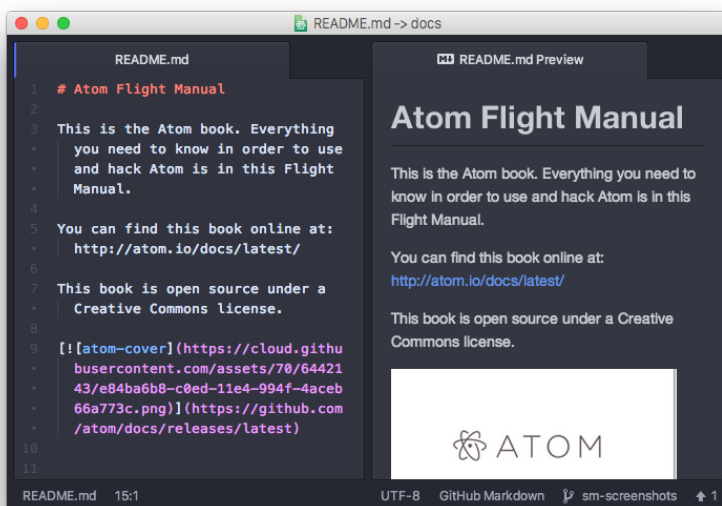 README.md -> docs
README.md
1 # Atom Flight Manual
2
3 This is the Atom book. Everything
you need to know in order to use
and hack Atom is in this Flight
Manual.
4
5 You can find this book online at:
http://atom.io/docs/latest/
6
7 This book is open source under a
Creative Commons license.
8
9 [![atom-cover](https://cloud.githu
busercontent.com/assets/70/64421
43/e84ba6b8-c0ed-11e4-994f-4aceb
66a773c.png)](https://github.com
/atom/docs/releases/latest)
10
11
README.md Preview
Atom Flight Manual
This is the Atom book. Everything you need to
know in order to use and hack Atom is in this
Flight Manual.
You can find this book online at:
http://atom.io/docs/latest/
This book is open source under a Creative
Commons license.
ATOM
README.md 15:1
UTF-8 GitHub Markdown sm-screenshots 1